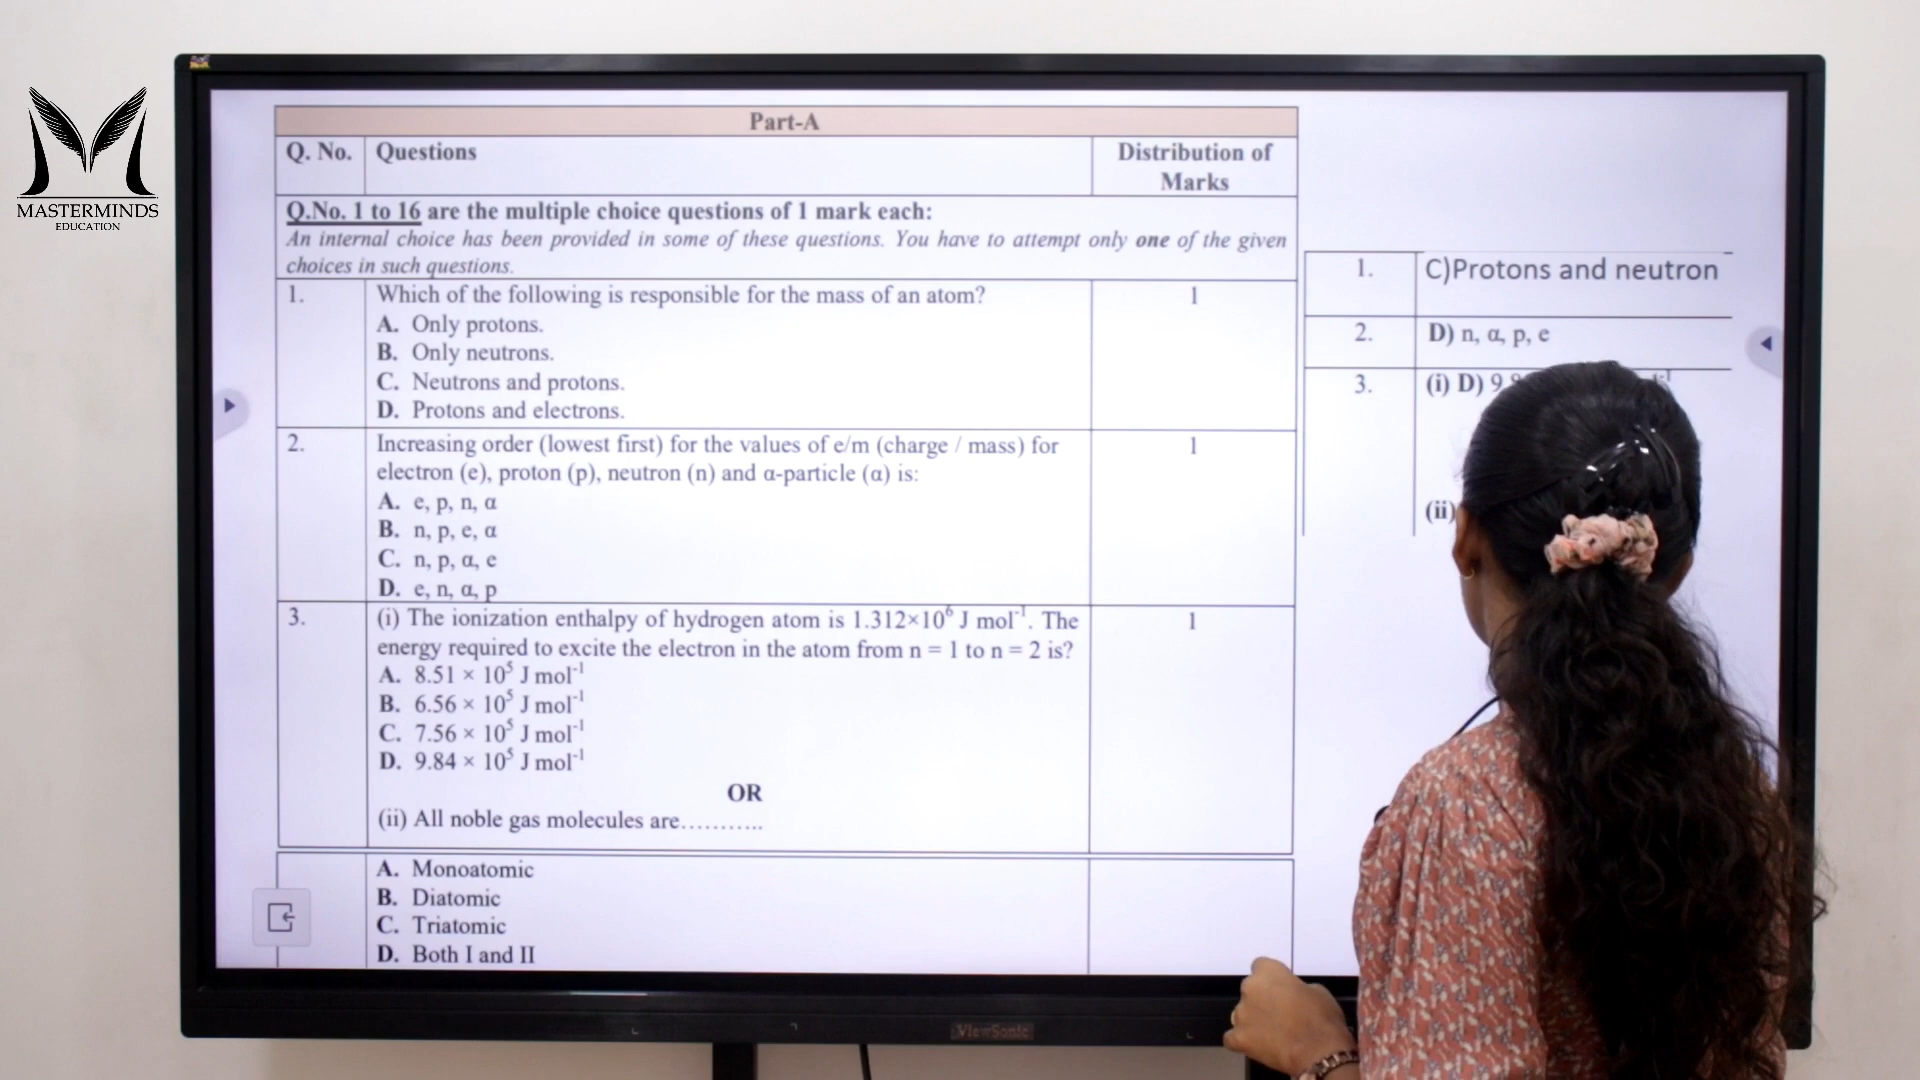 MASTERMINDS
EDUCATION
Part-A
Q. No. Questions Distribution of Marks
Q.No. 1 to 16 are the multiple choice questions of 1 mark each:
An internal choice has been provided in some of these questions. You have to attempt only one of the given
choices in such questions.
1. Which of the following is responsible for the mass of an atom? 1
A. Only protons.
B. Only neutrons.
C. Neutrons and protons.
D. Protons and electrons.
2. Increasing order (lowest first) for the values of e/m (charge / mass) for 1
electron (e), proton (p), neutron (n) and α-particle (α) is:
A. e, p, n, α
B. n, p, e, α
C. n, p, α, e
D. e, n, α, p
3. (i) The ionization enthalpy of hydrogen atom is 1.312×10⁶ J mol⁻¹. The 1
energy required to excite the electron in the atom from n = 1 to n = 2 is?
A. 8.51 × 10⁵ J mol⁻¹
B. 6.56 × 10⁵ J mol⁻¹
C. 7.56 × 10⁵ J mol⁻¹
D. 9.84 × 10⁵ J mol⁻¹
OR
(ii) All noble gas molecules are...........
A. Monoatomic
B. Diatomic
C. Triatomic
D. Both I and II
1. C)Protons and neutron
2. D) n, α, p, e
3. (i) D)
(ii)
ViewSonic